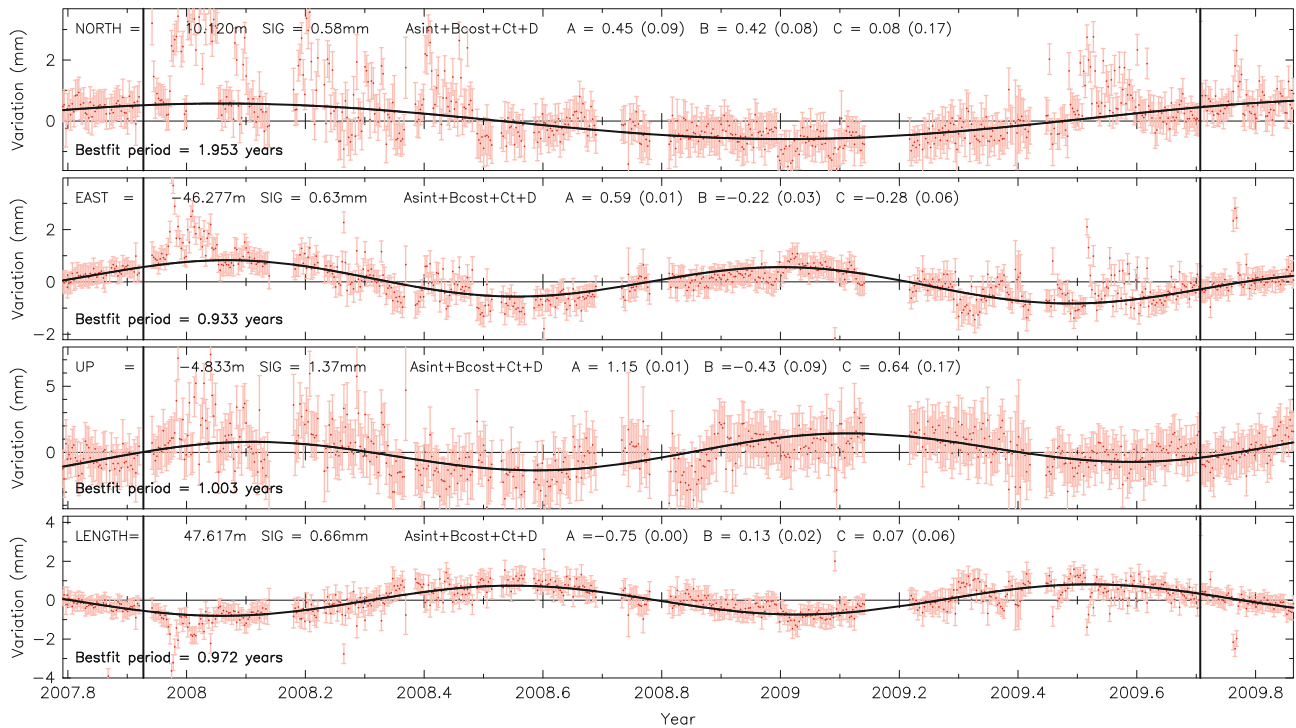 NORTH = 10.120m SIG = 0.58mm Asint+Bcost+Ct+D A = 0.45 (0.09) B = 0.42 (0.08) C = 0.08 (0.17)
2
0
Variation (mm)
Bestfit period = 1.953 years
EAST = −46.277m SIG = 0.63mm Asint+Bcost+Ct+D A = 0.59 (0.01) B =−0.22 (0.03) C =−0.28 (0.06)
2
0
−2
Variation (mm)
Bestfit period = 0.933 years
UP = −4.833m SIG = 1.37mm Asint+Bcost+Ct+D A = 1.15 (0.01) B =−0.43 (0.09) C = 0.64 (0.17)
5
0
Variation (mm)
Bestfit period = 1.003 years
LENGTH= 47.617m SIG = 0.66mm Asint+Bcost+Ct+D A =−0.75 (0.00) B = 0.13 (0.02) C = 0.07 (0.06)
4
2
0
−2
−4
Variation (mm)
Bestfit period = 0.972 years
2007.8 2008 2008.2 2008.4 2008.6 2008.8 2009 2009.2 2009.4 2009.6 2009.8
Year